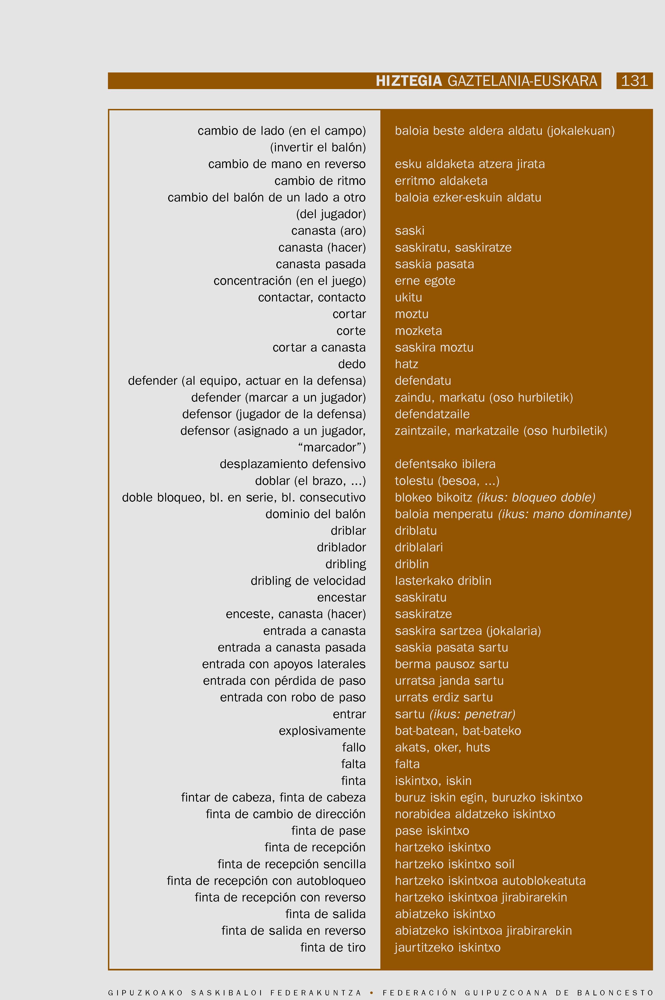 HIZTEGIA GAZTELANIA-EUSKARA 131
cambio de lado (en el campo) baloia beste aldera aldatu (jokalekuan)
(invertir el balón)
cambio de mano en reverso esku aldaketa atzera jirata
cambio de ritmo erritmo aldaketa
cambio del balón de un lado a otro baloia ezker-eskuin aldatu
(del jugador)
canasta (aro) saski
canasta (hacer) saskiratu, saskiratze
canasta pasada saskia pasata
concentración (en el juego) erne egote
contactar, contacto ukitu
cortar moztu
corte mozketa
cortar a canasta saskira moztu
dedo hatz
defender (al equipo, actuar en la defensa) defendatu
defender (marcar a un jugador) zaindu, markatu (oso hurbiletik)
defensor (jugador de la defensa) defendatzaile
defensor (asignado a un jugador, zaintzaile, markatzaile (oso hurbiletik)
“marcador”)
desplazamiento defensivo defentsako ibilera
doblar (el brazo, ...) tolestu (besoa, ...)
doble bloqueo, bl. en serie, bl. consecutivo blokeo bikoitz (ikus: bloqueo doble)
dominio del balón baloia menperatu (ikus: mano dominante)
driblar driblatu
driblador driblalari
dribling driblin
dribling de velocidad lasterkako driblin
encestar saskiratu
enceste, canasta (hacer) saskiratze
entrada a canasta saskira sartzea (jokalaria)
entrada a canasta pasada saskia pasata sartu
entrada con apoyos laterales berma pausoz sartu
entrada con pérdida de paso urratsa janda sartu
entrada con robo de paso urrats erdiz sartu
entrar sartu (ikus: penetrar)
explosivamente bat-batean, bat-bateko
fallo akats, oker, huts
falta falta
finta iskintxo, iskin
fintar de cabeza, finta de cabeza buruz iskin egin, buruzko iskintxo
finta de cambio de dirección norabidea aldatzeko iskintxo
finta de pase pase iskintxo
finta de recepción hartzeko iskintxo
finta de recepción sencilla hartzeko iskintxo soil
finta de recepción con autobloqueo hartzeko iskintxoa autoblokeatuta
finta de recepción con reverso hartzeko iskintxoa jirabirarekin
finta de salida abiatzeko iskintxo
finta de salida en reverso abiatzeko iskintxoa jirabirarekin
finta de tiro jaurtitzeko iskintxo
GIPUZKOAKO SASKIBALOI FEDERAKUNTZA • FEDERACIÓN GUIPUZCOANA DE BALONCESTO